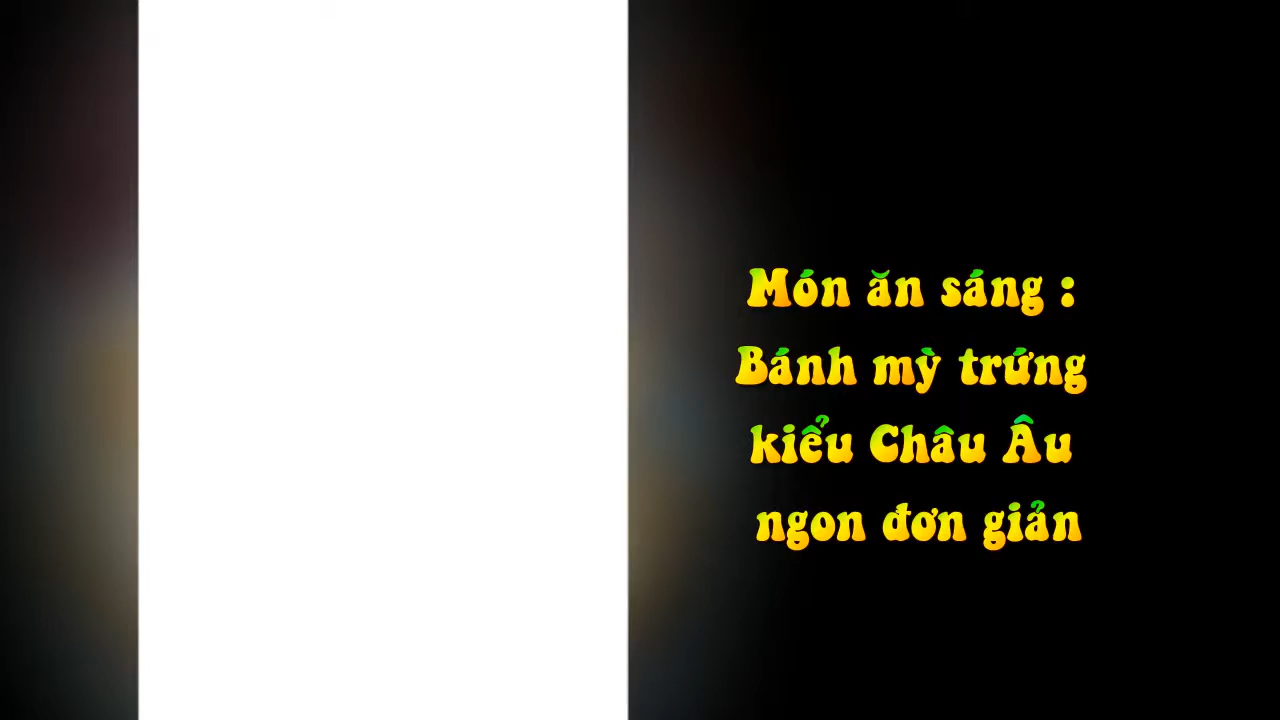 Món ăn sáng :
Bánh mỳ trứng
kiểu Châu Âu
ngon đơn giản